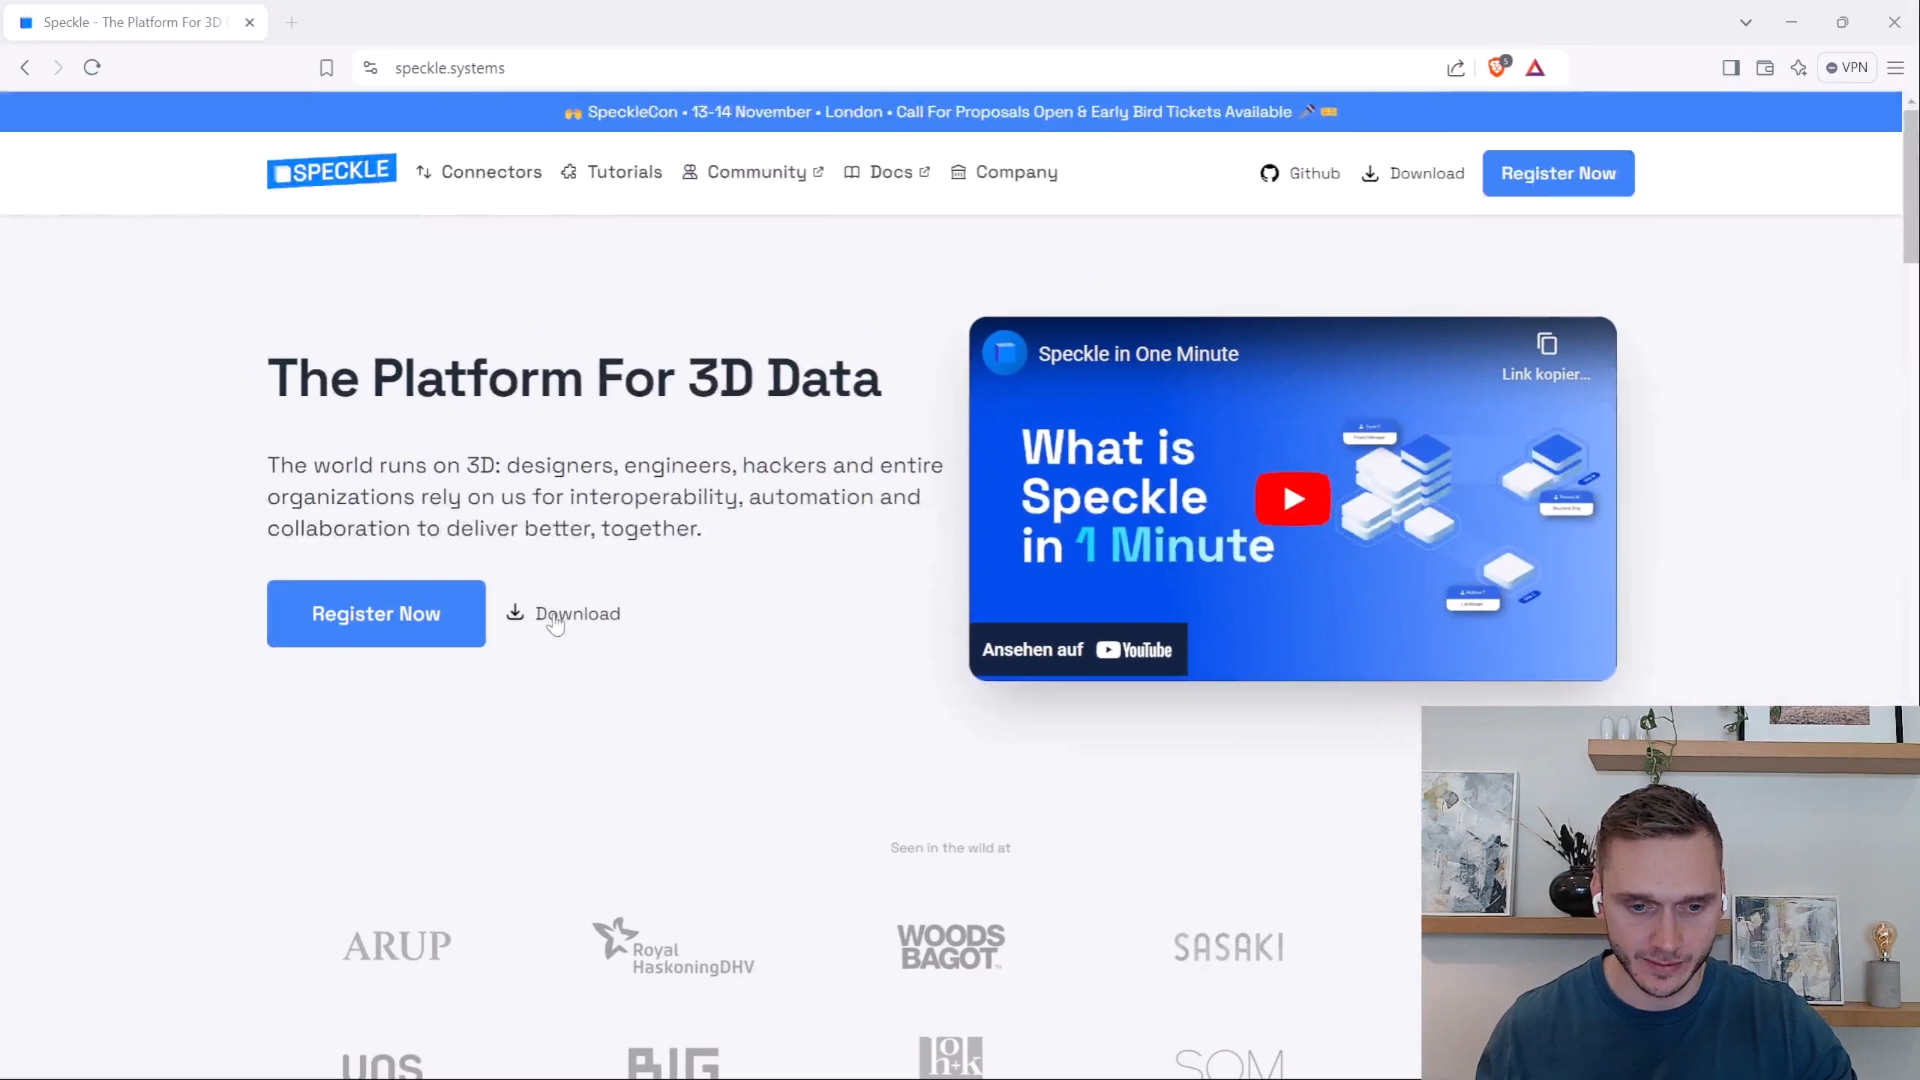 Speckle - The Platform For 3D
speckle.systems
5
VPN
SpeckleCon • 13-14 November • London • Call For Proposals Open & Early Bird Tickets Available
SPECKLE
Connectors
Tutorials
Community
Docs
Company
Github
Download
Register Now
The Platform For 3D Data
The world runs on 3D: designers, engineers, hackers and entire
organizations rely on us for interoperability, automation and
collaboration to deliver better, together.
Register Now
Download
Speckle in One Minute
Link kopier...
What is
Speckle
in 1 Minute
Ansehen auf YouTube
Seen in the wild at
ARUP
Royal
HaskoningDHV
WOODS
BAGOT
SASAKI
uns
BIG
hok
SOM